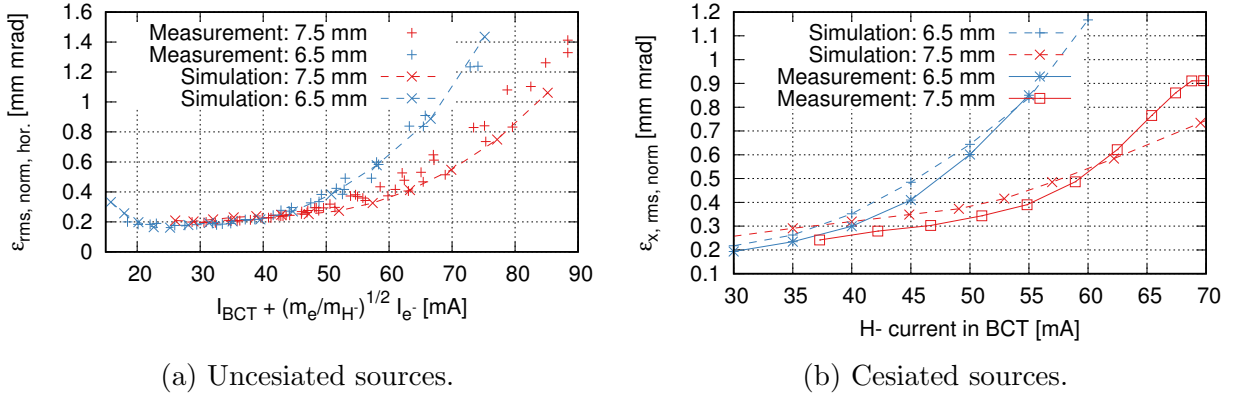 ε_rms, norm, hor. [mm mrad]
1.6
1.4
1.2
1
0.8
0.6
0.4
0.2
0
Measurement: 7.5 mm
Measurement: 6.5 mm
Simulation: 7.5 mm
Simulation: 6.5 mm
20 30 40 50 60 70 80 90
I_BCT + (m_e/m_H-)^1/2 I_e- [mA]
(a) Uncesiated sources.
ε_x, rms, norm [mm mrad]
1.2
1.1
1
0.9
0.8
0.7
0.6
0.5
0.4
0.3
0.2
0.1
Simulation: 6.5 mm
Simulation: 7.5 mm
Measurement: 6.5 mm
Measurement: 7.5 mm
30 35 40 45 50 55 60 65 70
H- current in BCT [mA]
(b) Cesiated sources.